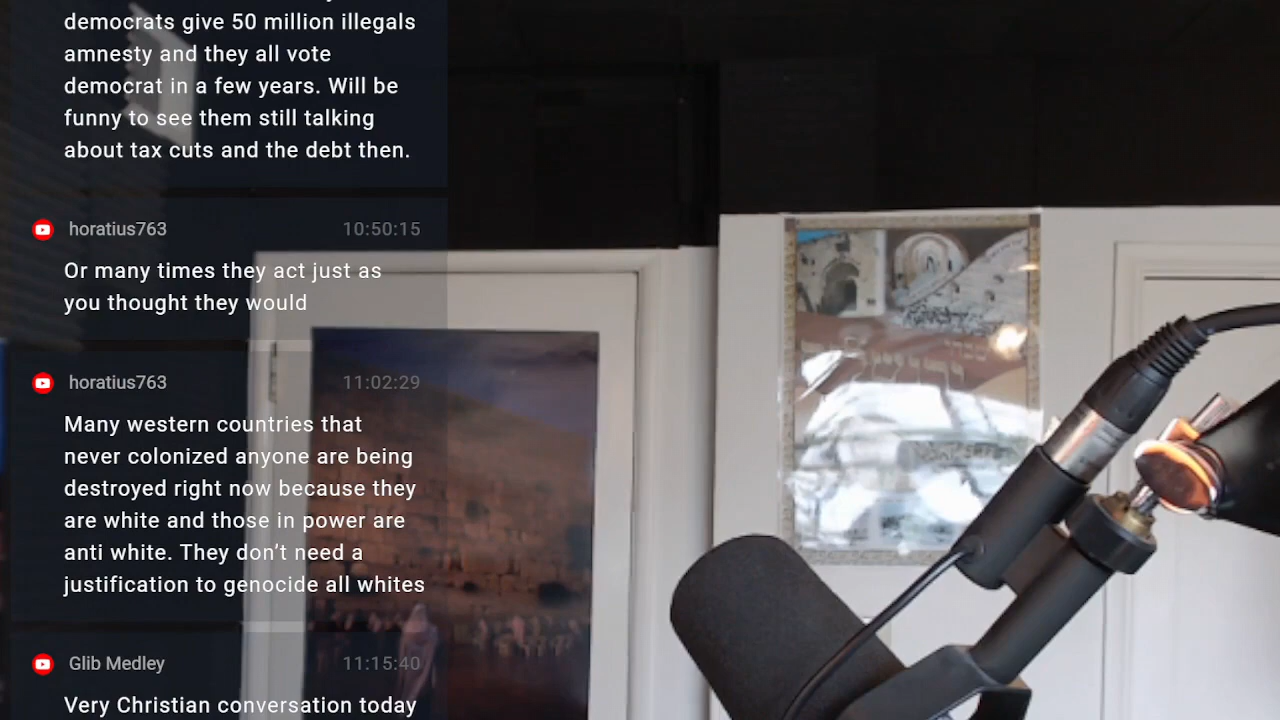 democrats give 50 million illegals
amnesty and they all vote
democrat in a few years. Will be
funny to see them still talking
about tax cuts and the debt then.
horatius763
10:50:15
Or many times they act just as
you thought they would
horatius763
11:02:29
Many western countries that
never colonized anyone are being
destroyed right now because they
are white and those in power are
anti white. They don't need a
justification to genocide all whites
Glib Medley
11:15:40
Very Christian conversation today